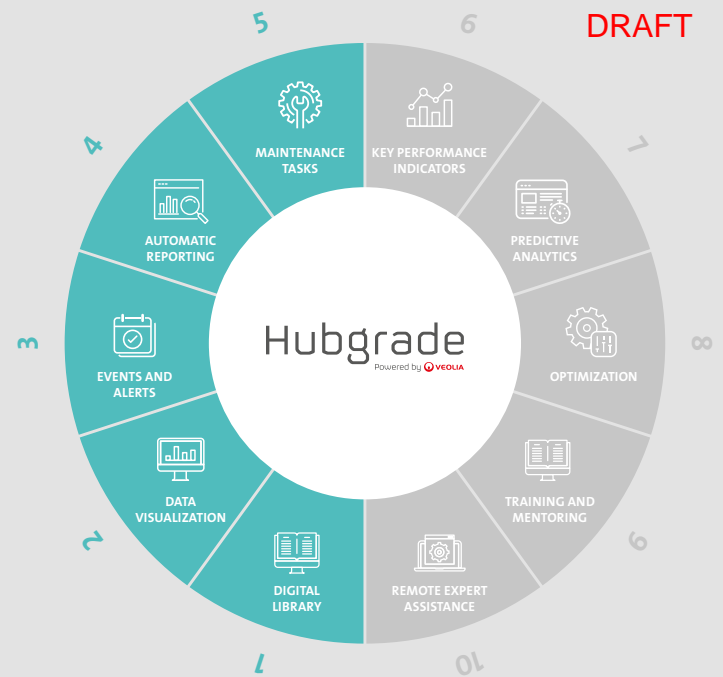 DRAFT
5
MAINTENANCE
TASKS
6
KEY PERFORMANCE
INDICATORS
4
AUTOMATIC
REPORTING
7
PREDICTIVE
ANALYTICS
3
EVENTS AND
ALERTS
Hubgrade
Powered by VEOLIA
8
OPTIMIZATION
2
DATA
VISUALIZATION
9
TRAINING AND
MENTORING
1
DIGITAL
LIBRARY
10
REMOTE EXPERT
ASSISTANCE